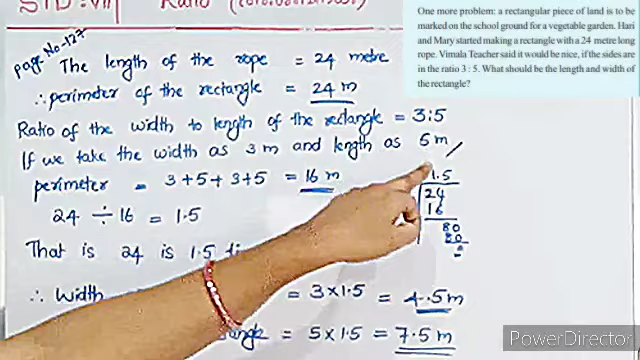 STD: VIII Ratio
One more problem: a rectangular piece of land is to be
marked on the school ground for a vegetable garden. Hari
and Mary started making a rectangle with a 24 metre long
rope. Vimala Teacher said it would be nice, if the sides are
in the ratio 3 : 5. What should be the length and width of
the rectangle?
Page No-127
The length of the rope = 24 metre
∴ perimeter of the rectangle = 24 m
Ratio of the width to length of the rectangle = 3:5
If we take the width as 3 m and length as 5m
perimeter = 3+5+3+5 = 16 m
24 ÷ 16 = 1.5
1.5
24
16
80
80
0
That is 24 is 1.5
∴ Width = 3 × 1.5 = 4.5 m
= 5 × 1.5 = 7.5 m
PowerDirector